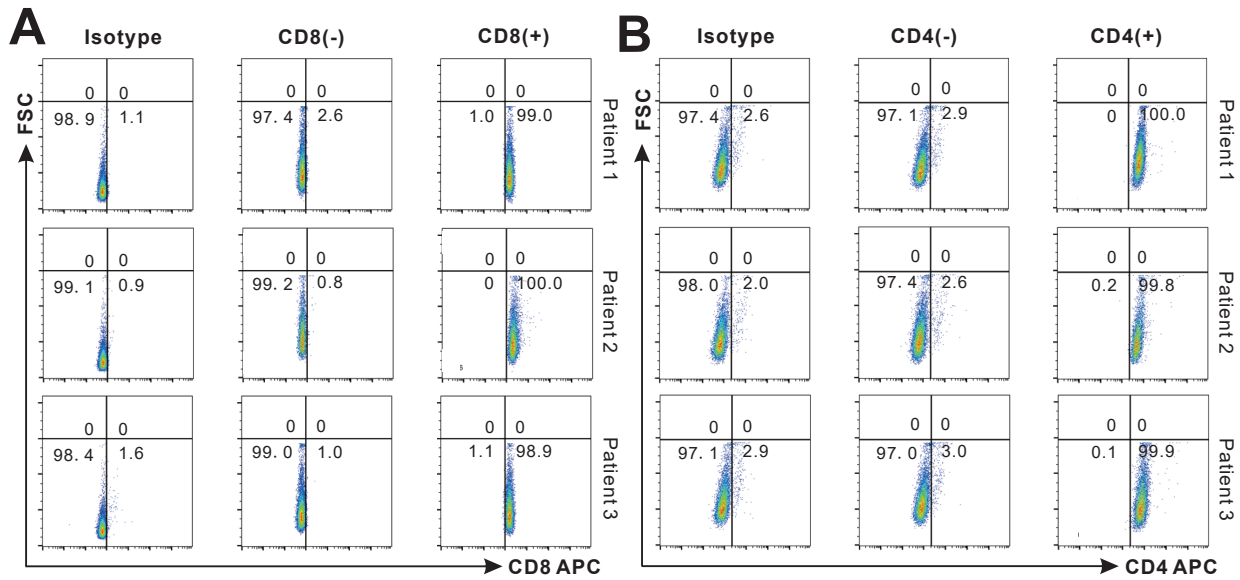 A
Isotype
CD8(-)
CD8(+)
B
Isotype
CD4(-)
CD4(+)
FSC
0 0
98.9 1.1
0 0
97.4 2.6
0 0
1.0 99.0
Patient 1
FSC
0 0
97.4 2.6
0 0
97.1 2.9
0 0
0 100.0
Patient 1
0 0
99.1 0.9
0 0
99.2 0.8
0 0
0 100.0
Patient 2
0 0
98.0 2.0
0 0
97.4 2.6
0 0
0.2 99.8
Patient 2
0 0
98.4 1.6
0 0
99.0 1.0
0 0
1.1 98.9
Patient 3
0 0
97.1 2.9
0 0
97.0 3.0
0 0
0.1 99.9
Patient 3
CD8 APC
CD4 APC